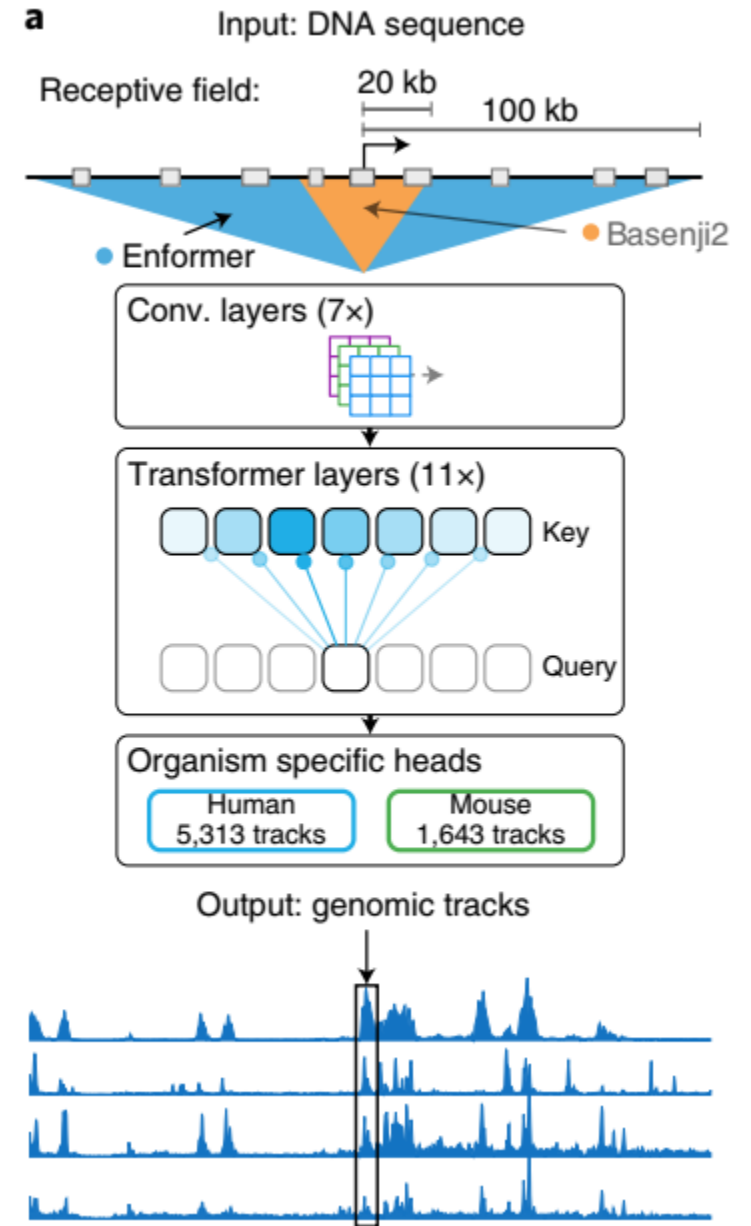 a
Input: DNA sequence
Receptive field:
20 kb
100 kb
Enformer
Basenji2
Conv. layers (7×)
Transformer layers (11×)
Key
Query
Organism specific heads
Human
5,313 tracks
Mouse
1,643 tracks
Output: genomic tracks